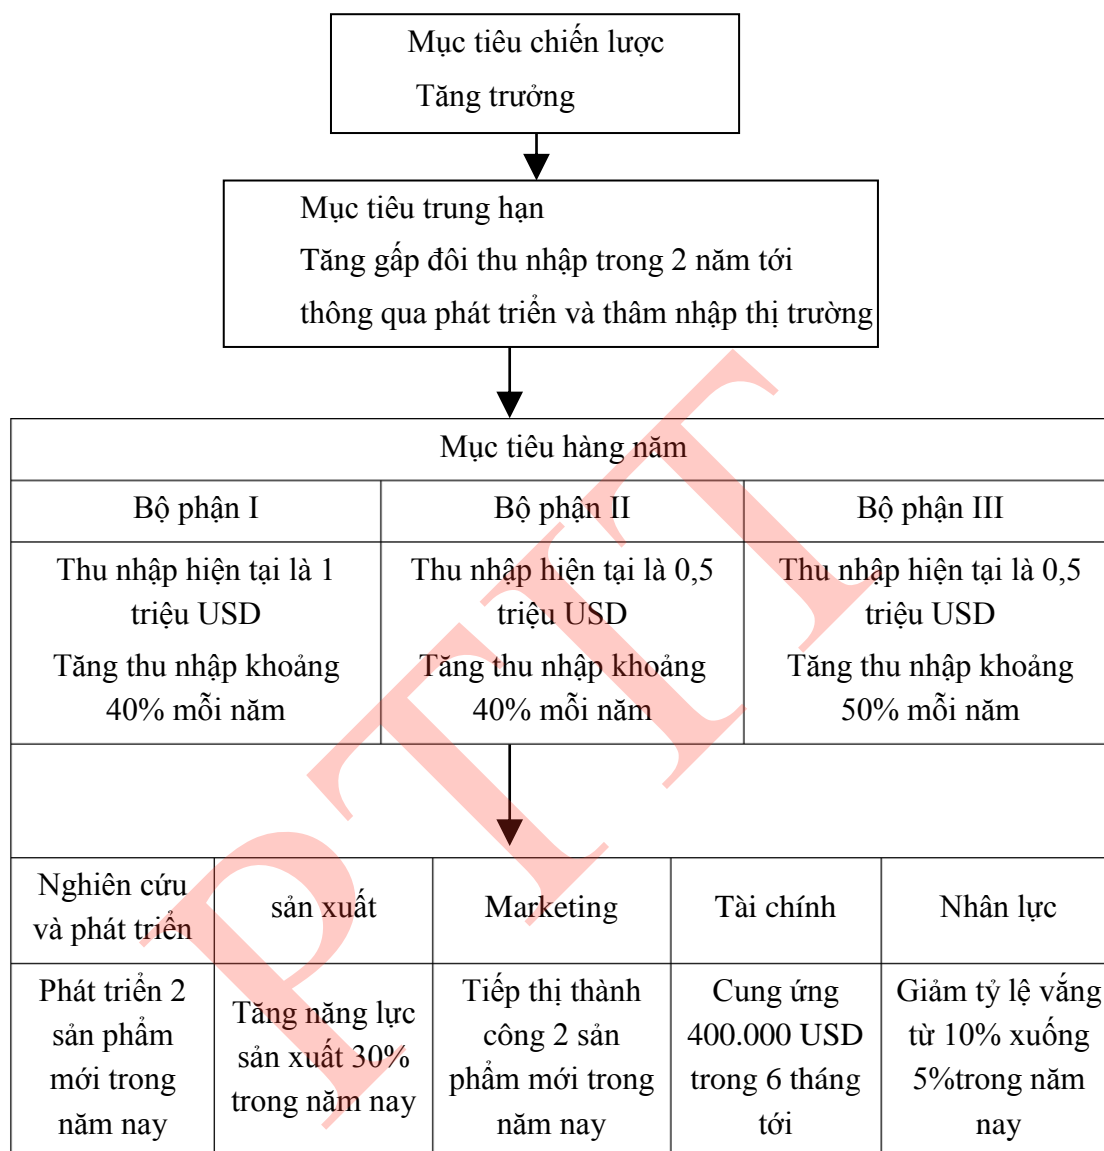 Mục tiêu chiến lược
Tăng trưởng
Mục tiêu trung hạn
Tăng gấp đôi thu nhập trong 2 năm tới
thông qua phát triển và thâm nhập thị trường
Mục tiêu hàng năm
Bộ phận I
Bộ phận II
Bộ phận III
Thu nhập hiện tại là 1
triệu USD
Tăng thu nhập khoảng
40% mỗi năm
Thu nhập hiện tại là 0,5
triệu USD
Tăng thu nhập khoảng
40% mỗi năm
Thu nhập hiện tại là 0,5
triệu USD
Tăng thu nhập khoảng
50% mỗi năm
Nghiên cứu
và phát triển
sản xuất
Marketing
Tài chính
Nhân lực
Phát triển 2
sản phẩm
mới trong
năm nay
Tăng năng lực
sản xuất 30%
trong năm nay
Tiếp thị thành
công 2 sản
phẩm mới trong
năm nay
Cung ứng
400.000 USD
trong 6 tháng
tới
Giảm tỷ lệ vắng
từ 10% xuống
5%trong năm
nay
PTIT